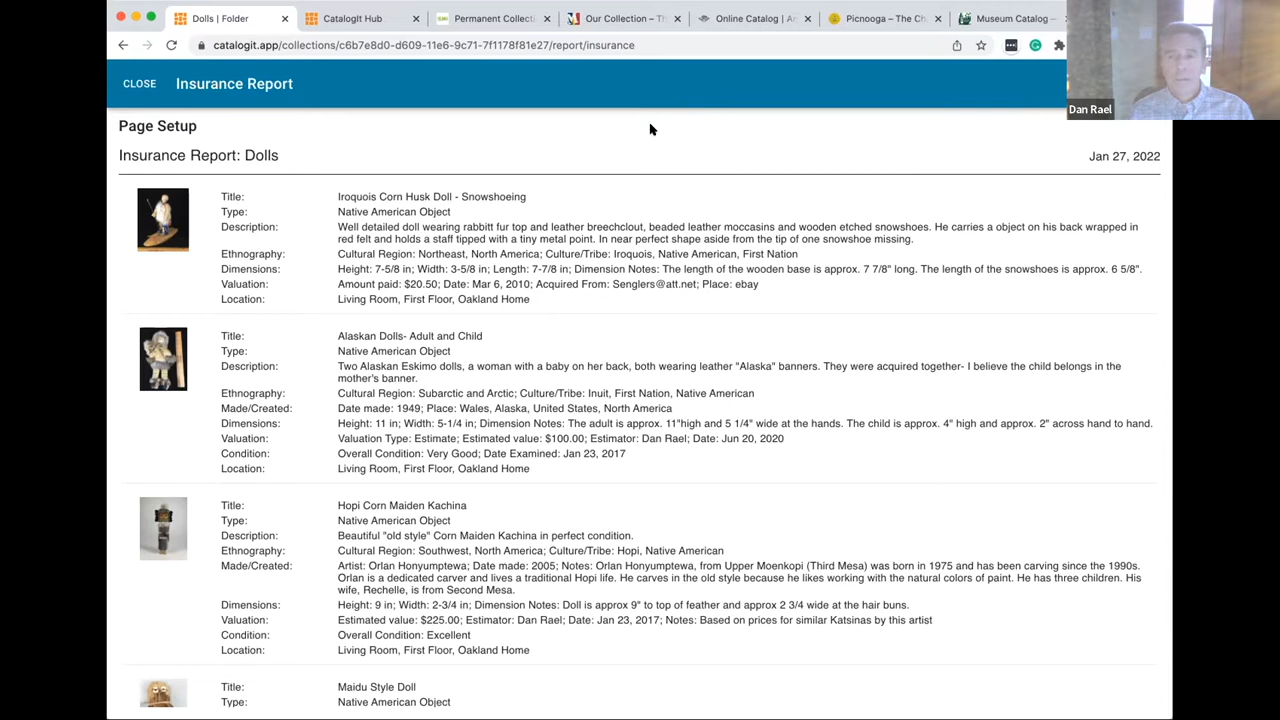 Dolls | Folder
CatalogIt Hub
Permanent Collecti
Our Collection – Th
Online Catalog | Ar
Picnooga – The Ch
Museum Catalog —
catalogit.app/collections/c6b7e8d0-d609-11e6-9c71-7f1178f81e27/report/insurance
CLOSE
Insurance Report
Dan Rael
Page Setup
Insurance Report: Dolls
Jan 27, 2022
Title: Iroquois Corn Husk Doll - Snowshoeing
Type: Native American Object
Description: Well detailed doll wearing rabbitt fur top and leather breechclout, beaded leather moccasins and wooden etched snowshoes. He carries a object on his back wrapped in
red felt and holds a staff tipped with a tiny metal point. In near perfect shape aside from the tip of one snowshoe missing.
Ethnography: Cultural Region: Northeast, North America; Culture/Tribe: Iroquois, Native American, First Nation
Dimensions: Height: 7-5/8 in; Width: 3-5/8 in; Length: 7-7/8 in; Dimension Notes: The length of the wooden base is approx. 7 7/8" long. The length of the snowshoes is approx. 6 5/8".
Valuation: Amount paid: $20.50; Date: Mar 6, 2010; Acquired From: Senglers@att.net; Place: ebay
Location: Living Room, First Floor, Oakland Home
Title: Alaskan Dolls- Adult and Child
Type: Native American Object
Description: Two Alaskan Eskimo dolls, a woman with a baby on her back, both wearing leather "Alaska" banners. They were acquired together- I believe the child belongs in the
mother's banner.
Ethnography: Cultural Region: Subarctic and Arctic; Culture/Tribe: Inuit, First Nation, Native American
Made/Created: Date made: 1949; Place: Wales, Alaska, United States, North America
Dimensions: Height: 11 in; Width: 5-1/4 in; Dimension Notes: The adult is approx. 11"high and 5 1/4" wide at the hands. The child is approx. 4" high and approx. 2" across hand to hand.
Valuation: Valuation Type: Estimate; Estimated value: $100.00; Estimator: Dan Rael; Date: Jun 20, 2020
Condition: Overall Condition: Very Good; Date Examined: Jan 23, 2017
Location: Living Room, First Floor, Oakland Home
Title: Hopi Corn Maiden Kachina
Type: Native American Object
Description: Beautiful "old style" Corn Maiden Kachina in perfect condition.
Ethnography: Cultural Region: Southwest, North America; Culture/Tribe: Hopi, Native American
Made/Created: Artist: Orlan Honyumptewa; Date made: 2005; Notes: Orlan Honyumptewa, from Upper Moenkopi (Third Mesa) was born in 1975 and has been carving since the 1990s.
Orlan is a dedicated carver and lives a traditional Hopi life. He carves in the old style because he likes working with the natural colors of paint. He has three children. His
wife, Rechelle, is from Second Mesa.
Dimensions: Height: 9 in; Width: 2-3/4 in; Dimension Notes: Doll is approx 9" to top of feather and approx 2 3/4 wide at the hair buns.
Valuation: Estimated value: $225.00; Estimator: Dan Rael; Date: Jan 23, 2017; Notes: Based on prices for similar Katsinas by this artist
Condition: Overall Condition: Excellent
Location: Living Room, First Floor, Oakland Home
Title: Maidu Style Doll
Type: Native American Object